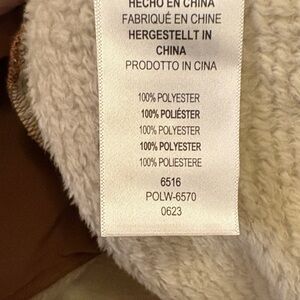 HECHO EN CHINA
FABRIQUÉ EN CHINE
HERGESTELLT IN
CHINA
PRODOTTO IN CINA
100% POLYESTER
100% POLIÉSTER
100% POLYESTER
100% POLYESTER
100% POLIESTERE
6516
POLW-6570
0623